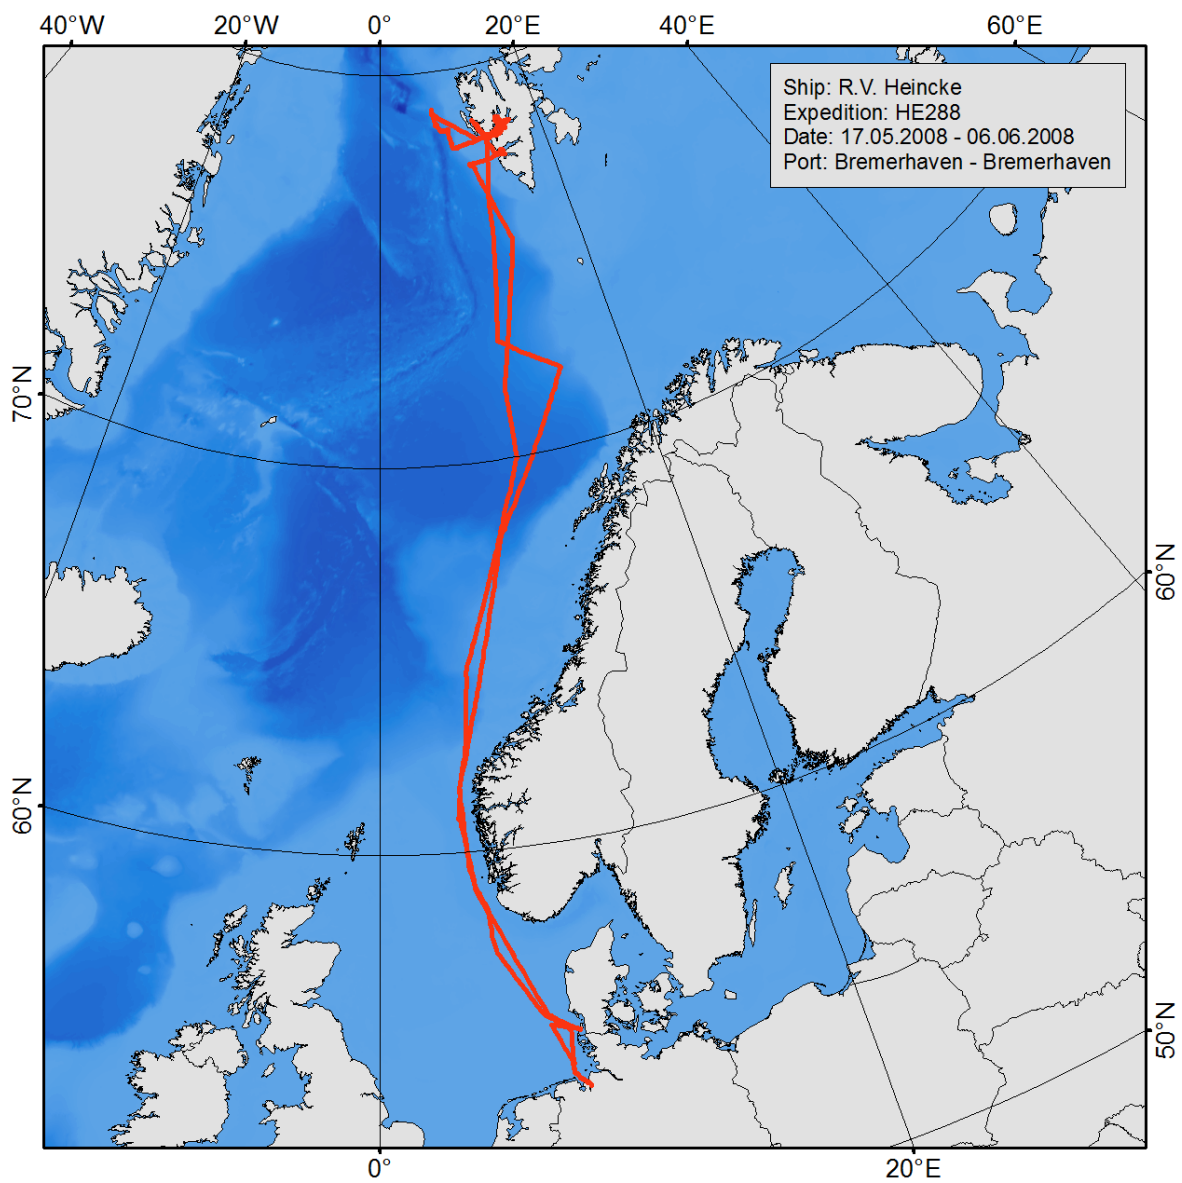 40°W 20°W 0° 20°E 40°E 60°E
Ship: R.V. Heincke
Expedition: HE288
Date: 17.05.2008 - 06.06.2008
Port: Bremerhaven - Bremerhaven
70°N
60°N
60°N
50°N
0° 20°E